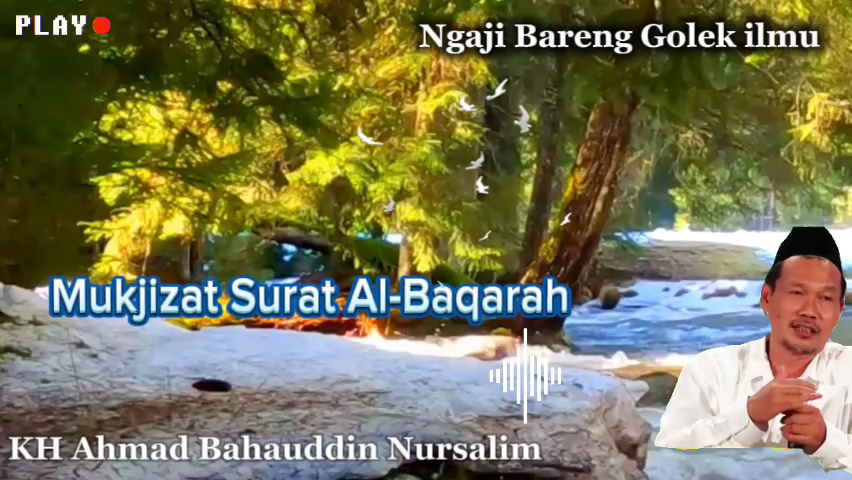 PLAY
Ngaji Bareng Golek ilmu
Mukjizat Surat Al-Baqarah
KH Ahmad Bahauddin Nursalim